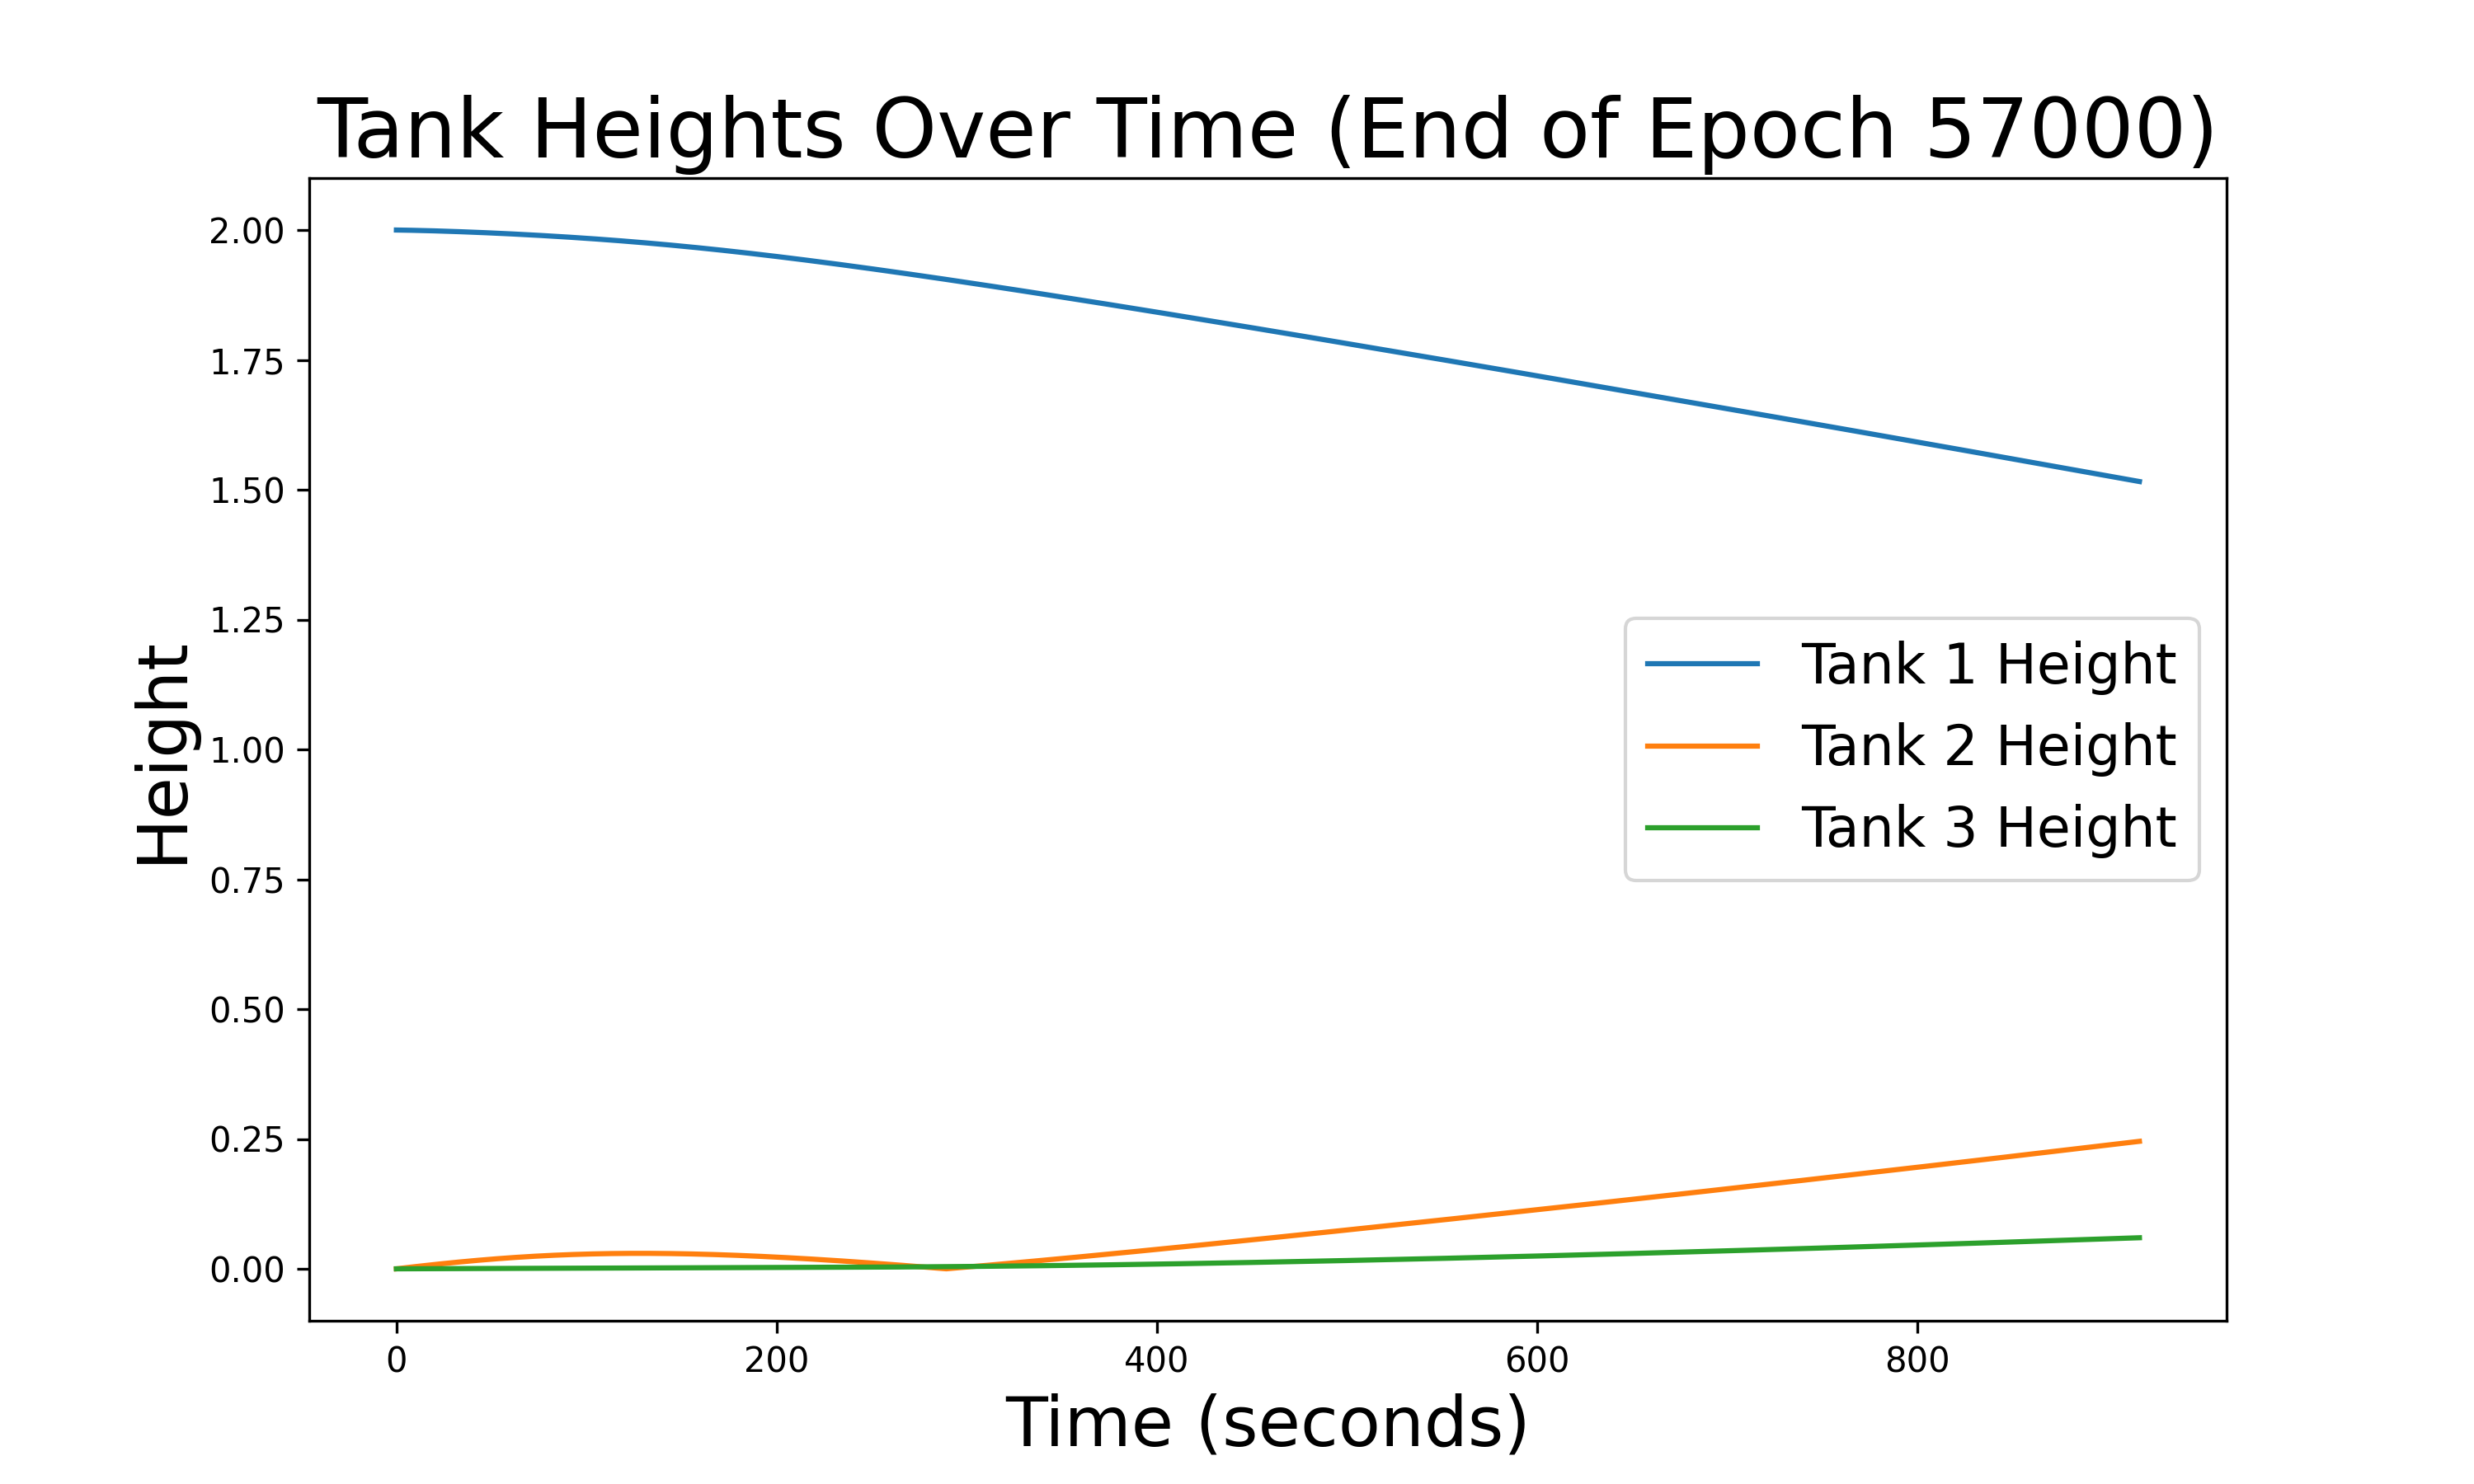 Tank Heights Over Time (End of Epoch 57000)
2.00
1.75
1.50
1.25
1.00
0.75
0.50
0.25
0.00
Height
Tank 1 Height
Tank 2 Height
Tank 3 Height
0 200 400 600 800
Time (seconds)